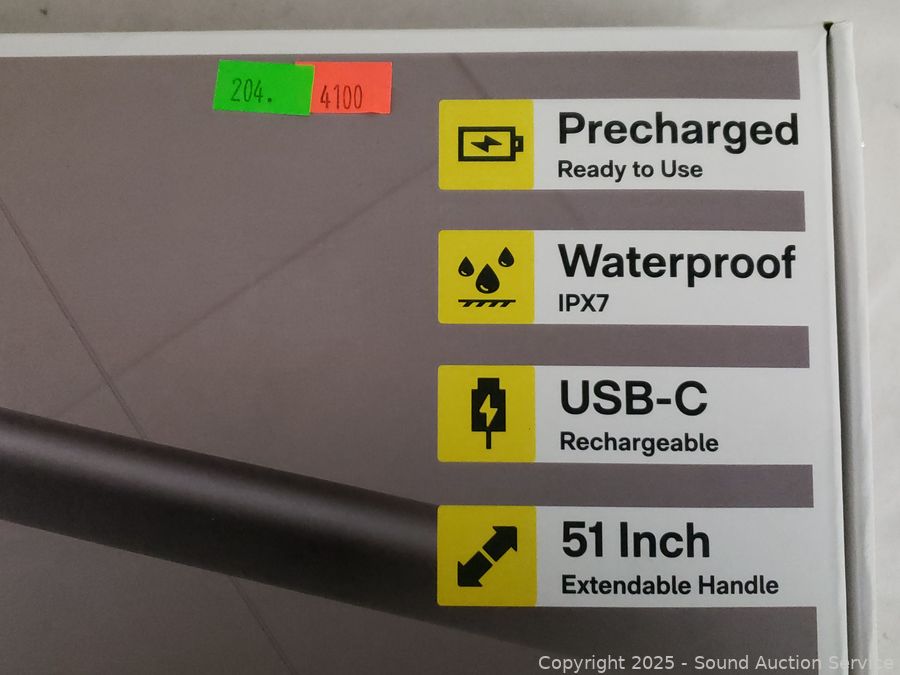 204.
4100
Precharged
Ready to Use
Waterproof
IPX7
USB-C
Rechargeable
51 Inch
Extendable Handle
Copyright 2025 - Sound Auction Service